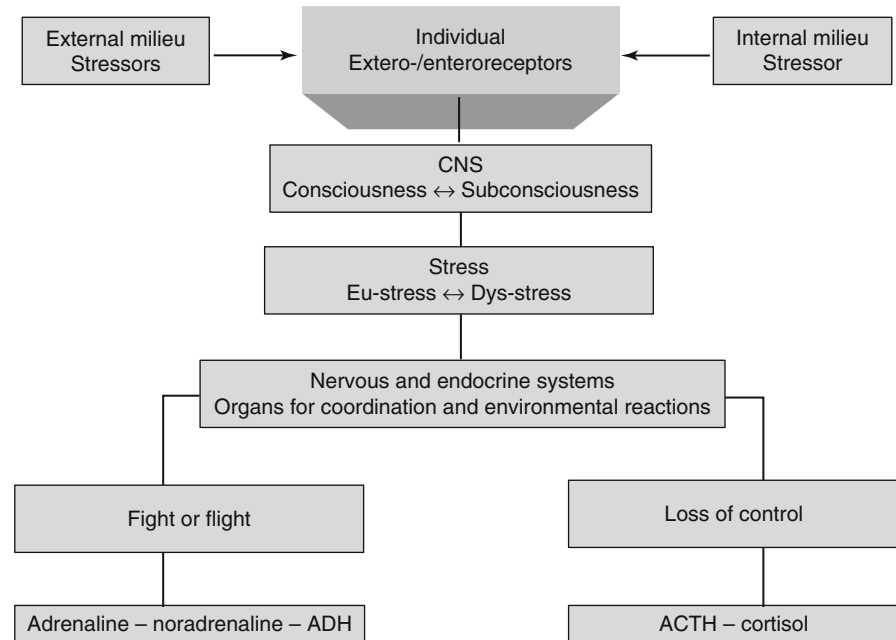 External milieu
Stressors
Individual
Extero-/enteroreceptors
Internal milieu
Stressor
CNS
Consciousness ↔ Subconsciousness
Stress
Eu-stress ↔ Dys-stress
Nervous and endocrine systems
Organs for coordination and environmental reactions
Fight or flight
Loss of control
Adrenaline – noradrenaline – ADH
ACTH – cortisol